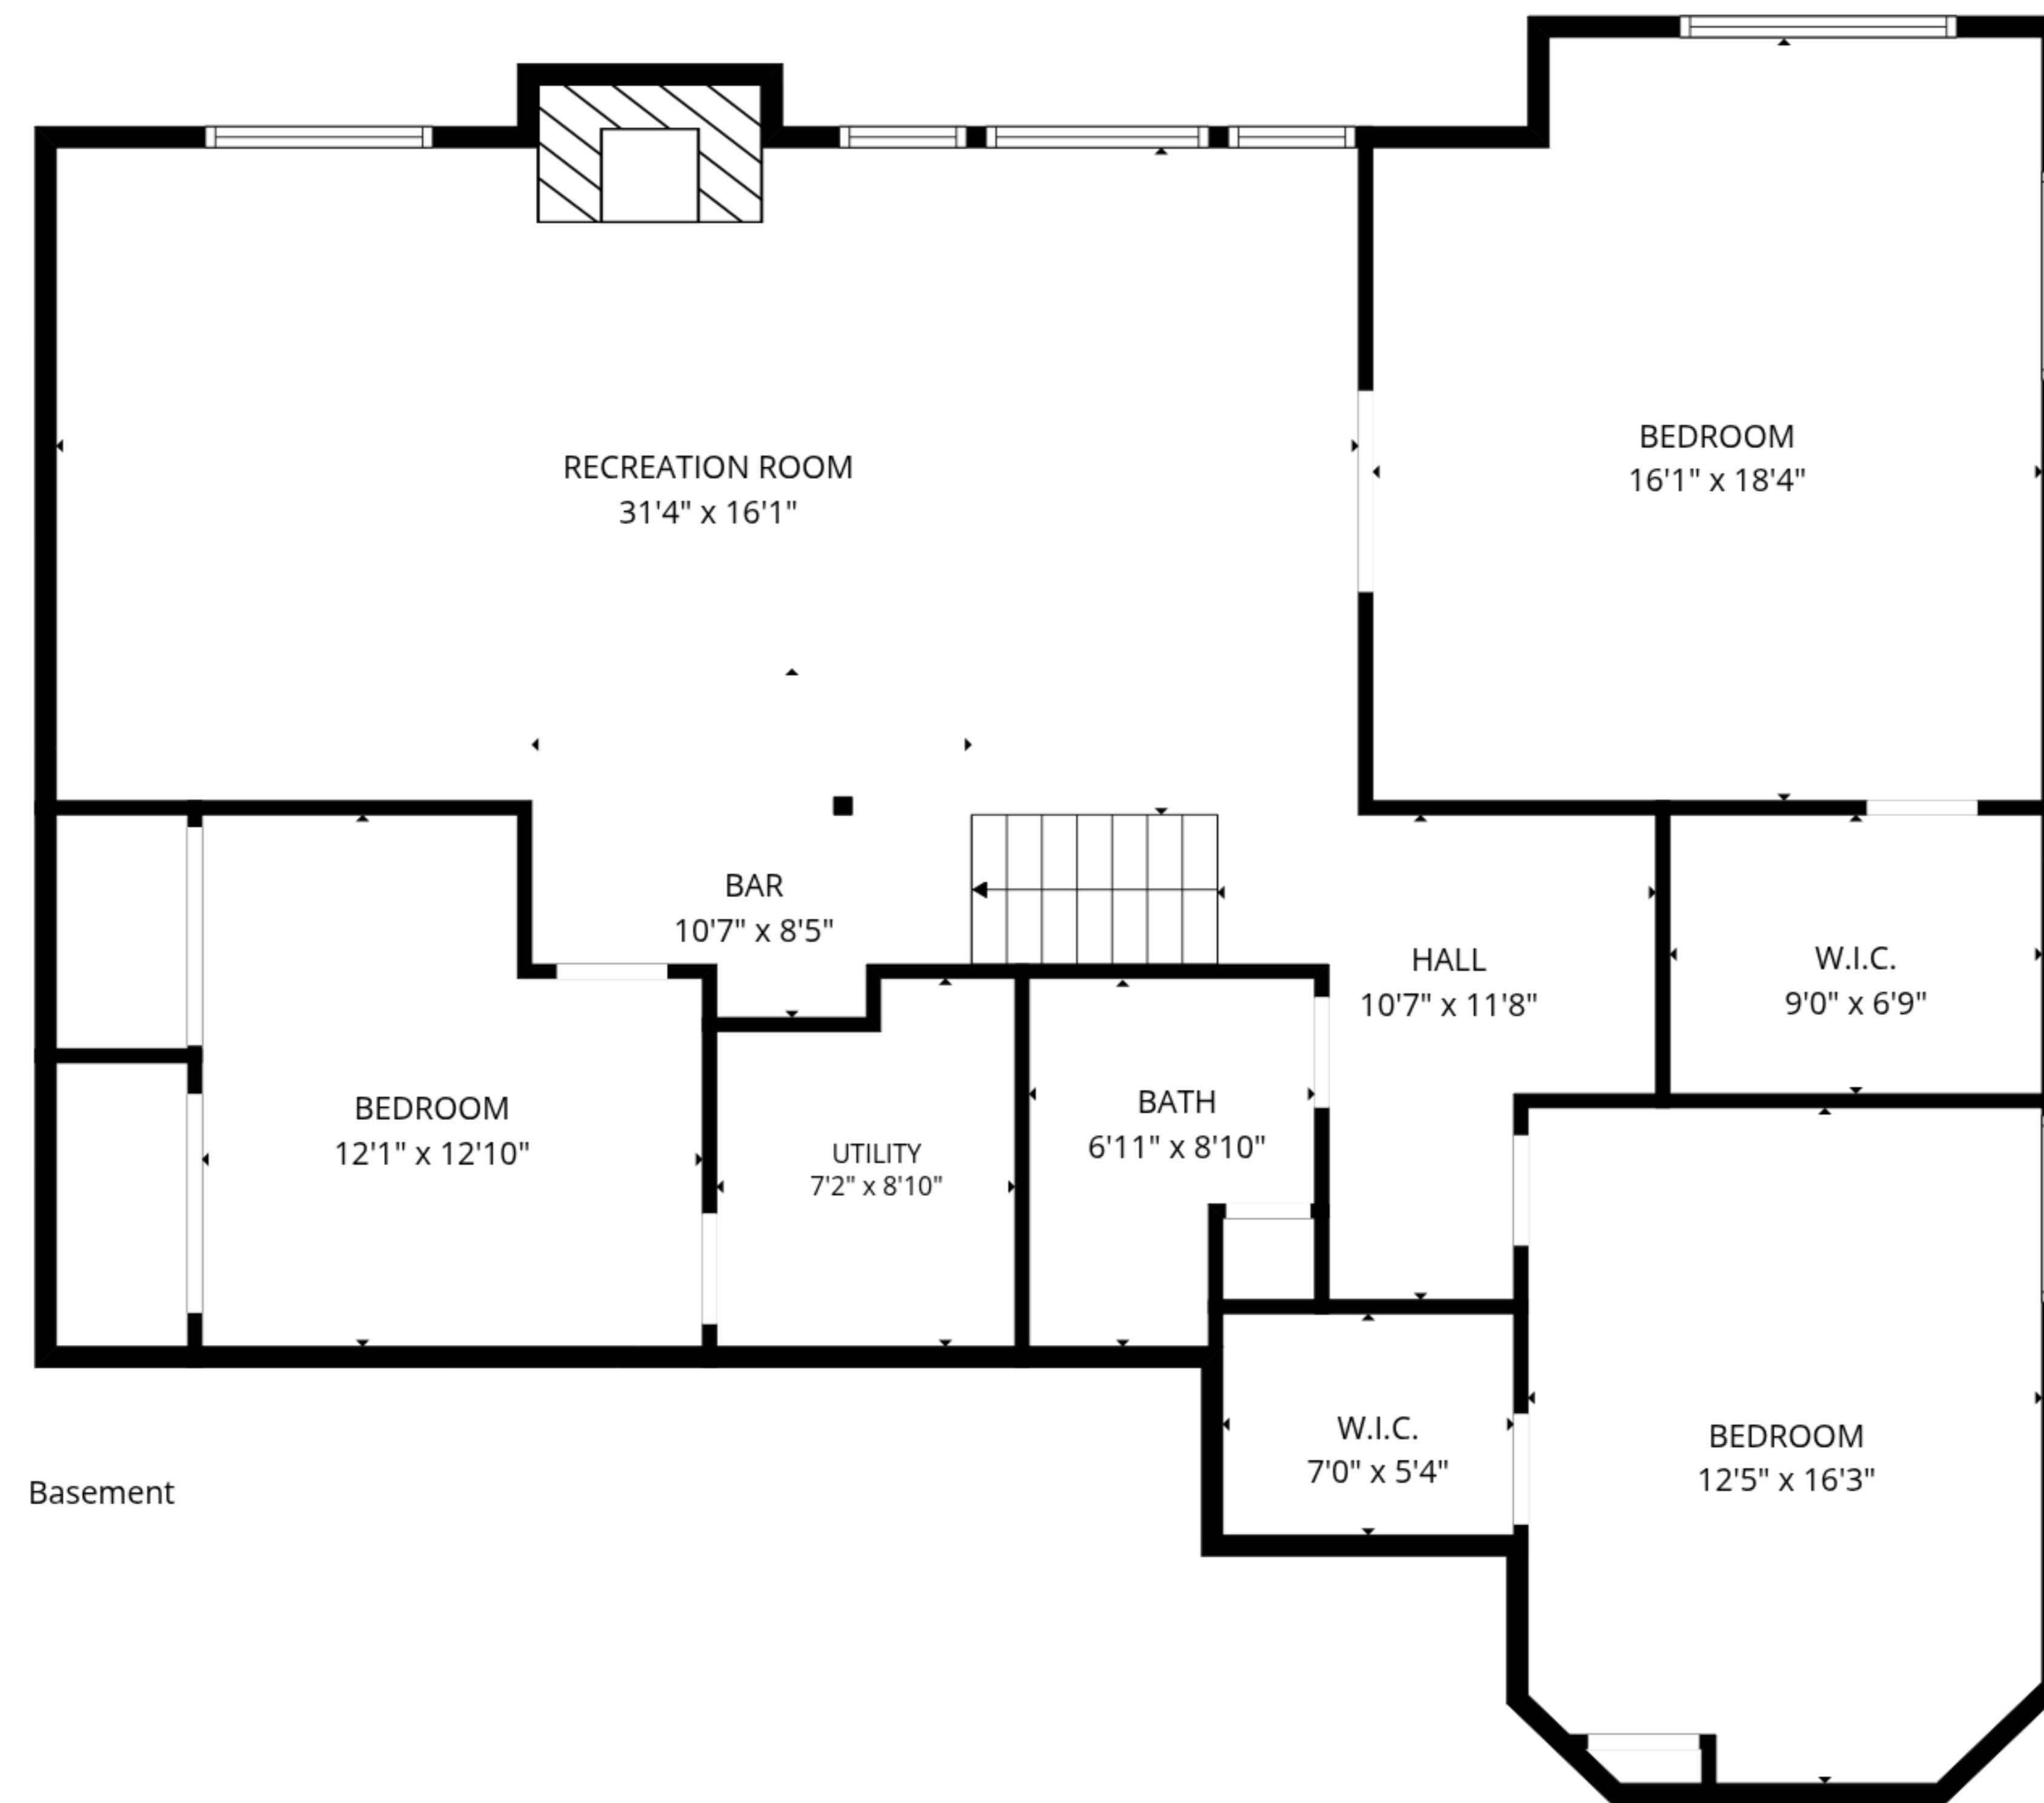 BEDROOM
16'1" x 18'4"
RECREATION ROOM
31'4" x 16'1"
BAR
10'7" x 8'5"
HALL
10'7" x 11'8"
W.I.C.
9'0" x 6'9"
BEDROOM
12'1" x 12'10"
UTILITY
7'2" x 8'10"
BATH
6'11" x 8'10"
W.I.C.
7'0" x 5'4"
BEDROOM
12'5" x 16'3"
Basement